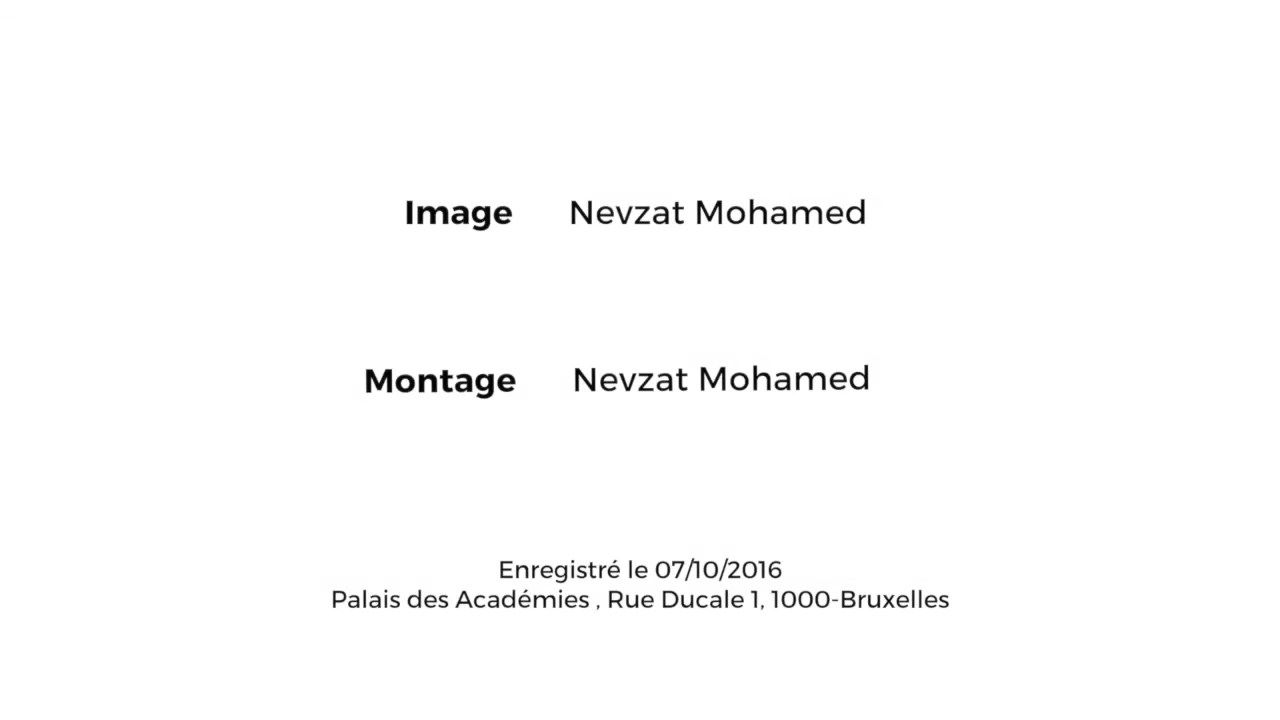 Image Nevzat Mohamed
Montage Nevzat Mohamed
Enregistré le 07/10/2016
Palais des Académies , Rue Ducale 1, 1000-Bruxelles